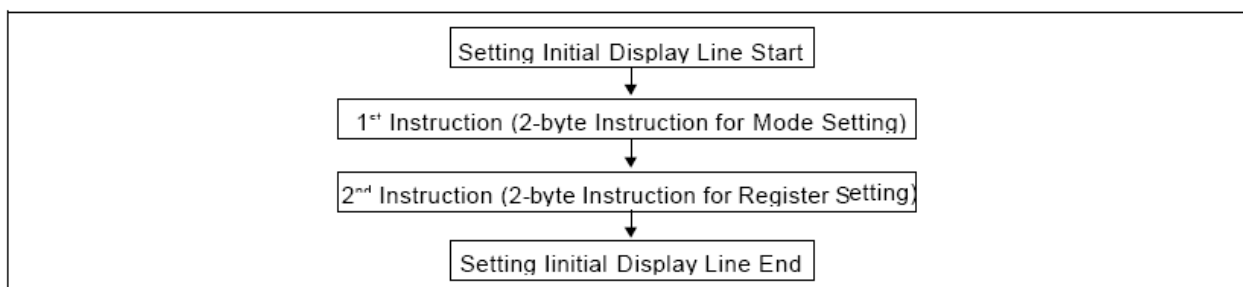 Setting Initial Display Line Start
1st Instruction (2-byte Instruction for Mode Setting)
2nd Instruction (2-byte Instruction for Register Setting)
Setting Iinitial Display Line End